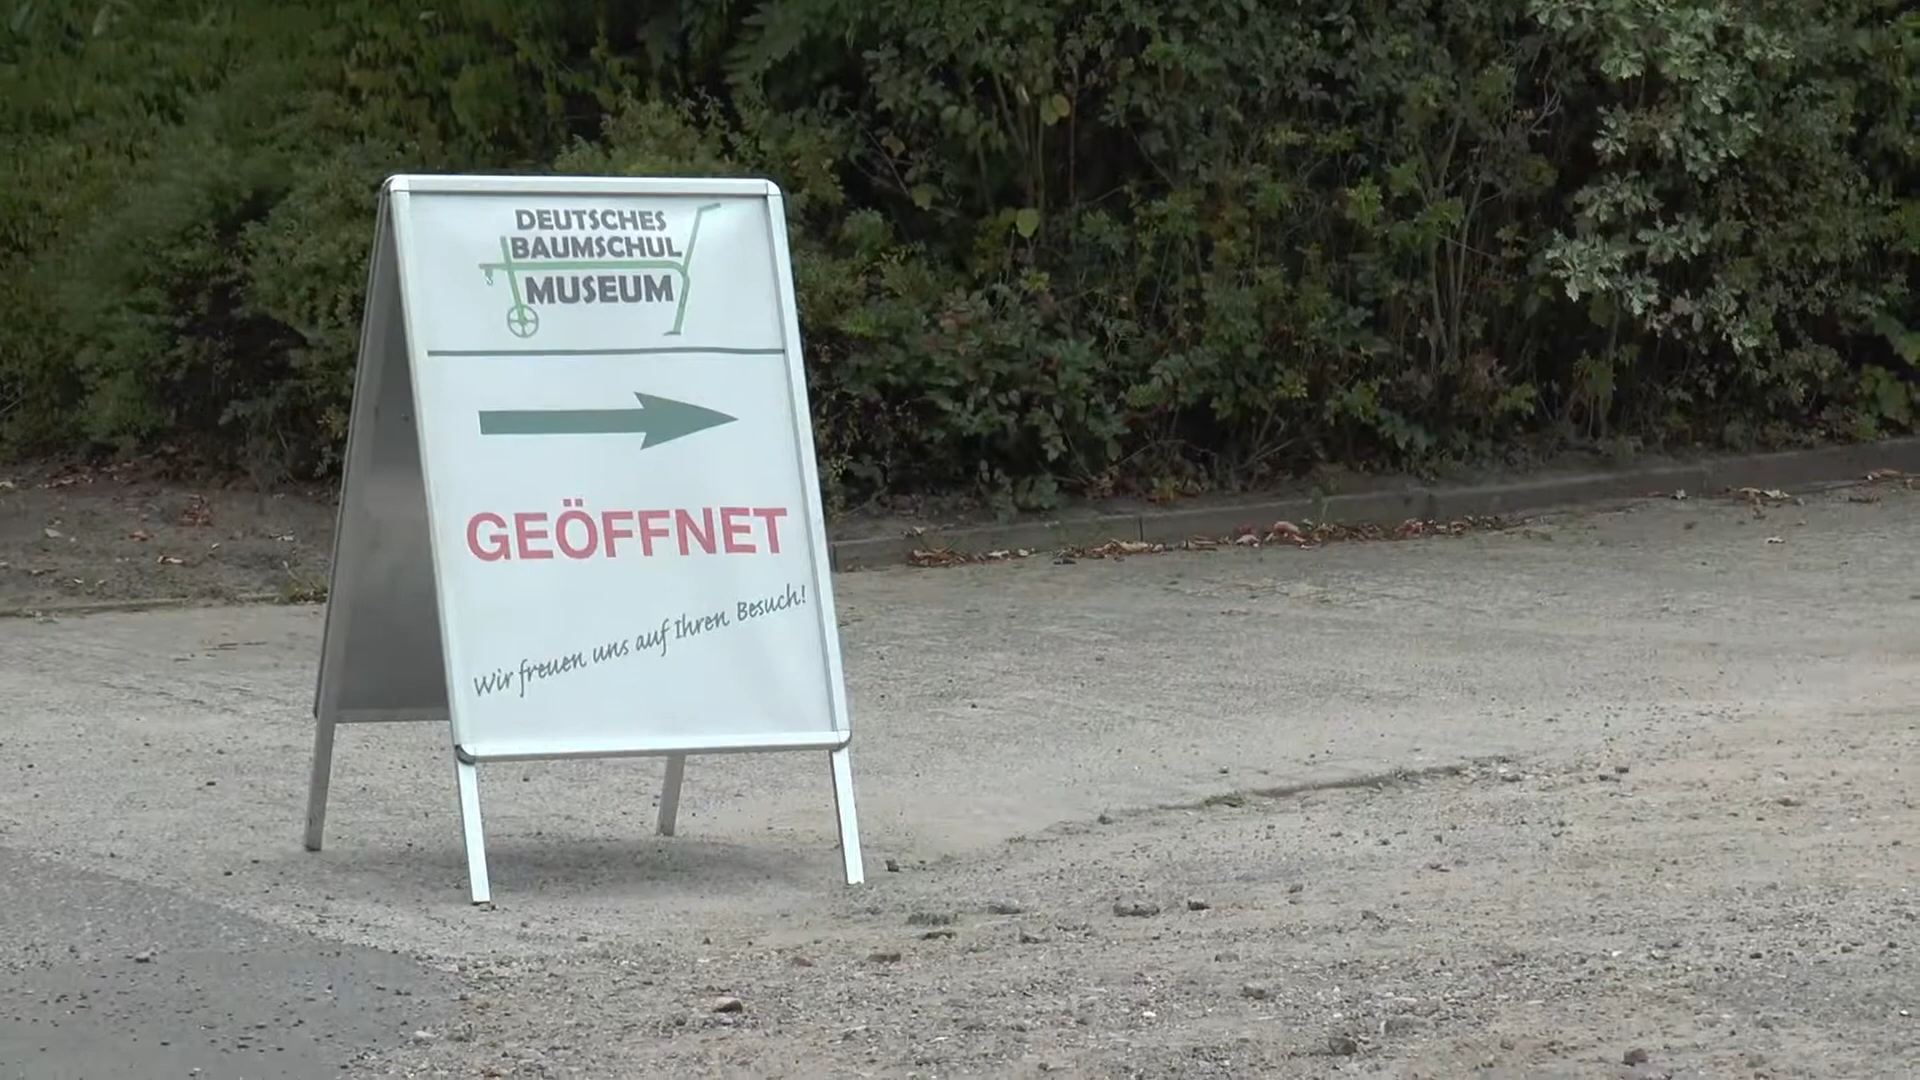 DEUTSCHES
BAUMSCHUL
MUSEUM
GEÖFFNET
Wir freuen uns auf Ihren Besuch!